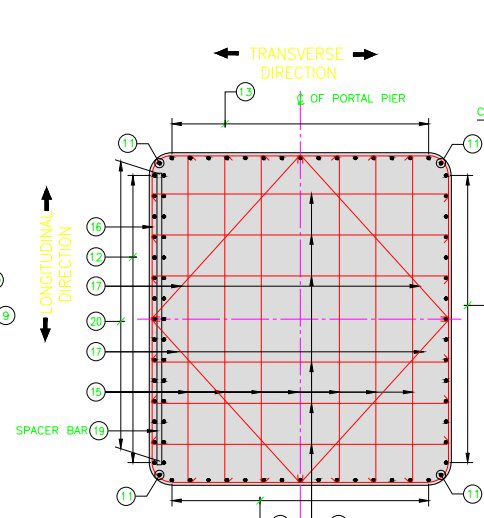 TRANSVERSE
DIRECTION
13
℄ OF PORTAL PIER
C
11
11
LONGITUDINAL
DIRECTION
16
12
17
9
20
17
15
SPACER BAR 19
11
11